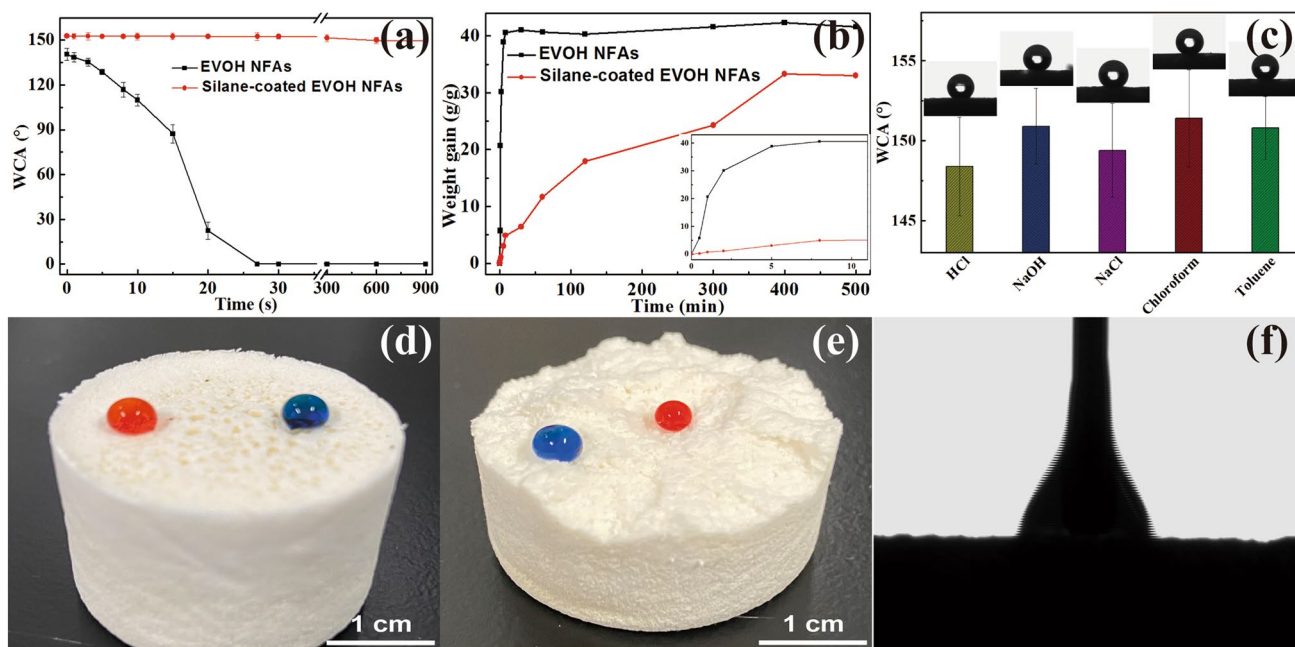 (a)
150
120
90
60
30
0
WCA (°)
EVOH NFAs
Silane-coated EVOH NFAs
0 10 20 30 300 600 900
Time (s)
(b)
40
30
20
10
0
Weight gain (g/g)
EVOH NFAs
Silane-coated EVOH NFAs
40
30
20
10
0
0 5 10
0 100 200 300 400 500
Time (min)
(c)
155
150
145
WCA (°)
HCl
NaOH
NaCl
Chloroform
Toluene
(d)
1 cm
(e)
1 cm
(f)